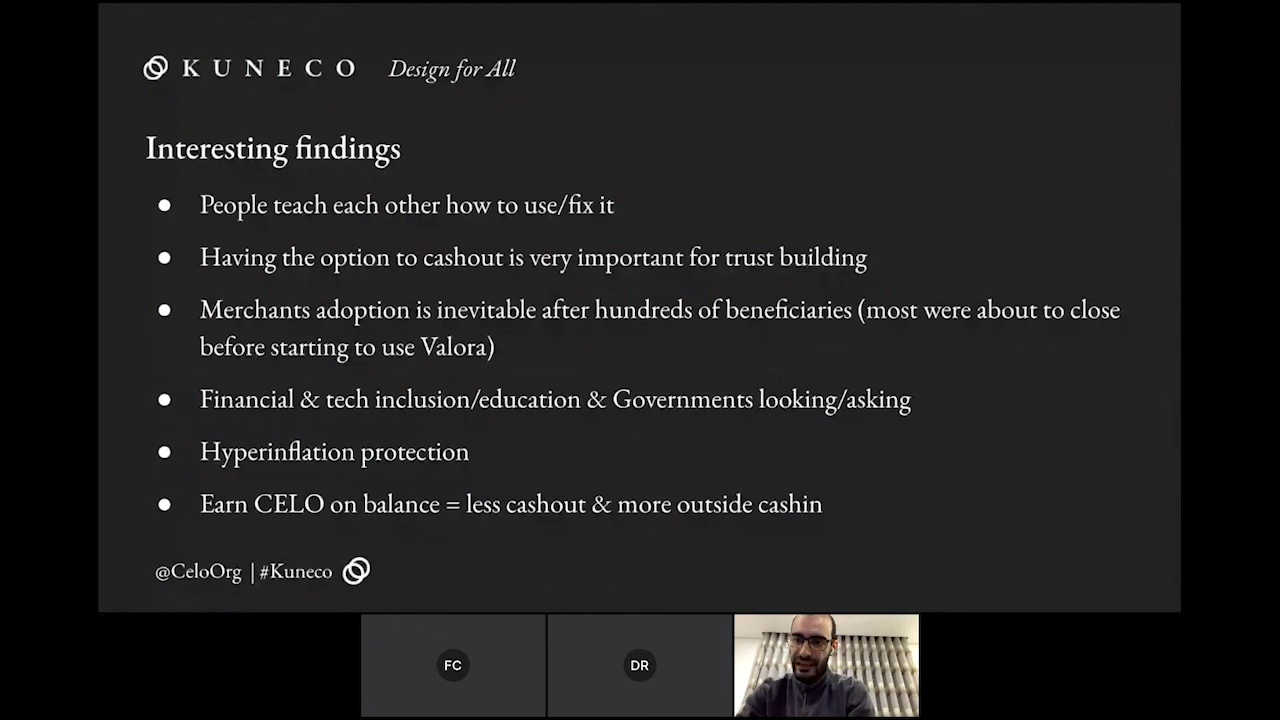 KUNECO Design for All
Interesting findings
● People teach each other how to use/fix it
● Having the option to cashout is very important for trust building
● Merchants adoption is inevitable after hundreds of beneficiaries (most were about to close
before starting to use Valora)
● Financial & tech inclusion/education & Governments looking/asking
● Hyperinflation protection
● Earn CELO on balance = less cashout & more outside cashin
@CeloOrg | #Kuneco
FC
DR